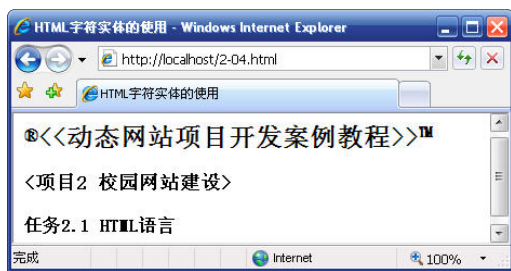 HTML字符实体的使用 - Windows Internet Explorer
http://localhost/2-04.html
HTML字符实体的使用
®<<动态网站项目开发案例教程>>™
<项目2 校园网站建设>
任务2.1 HTML语言
完成 Internet 100%